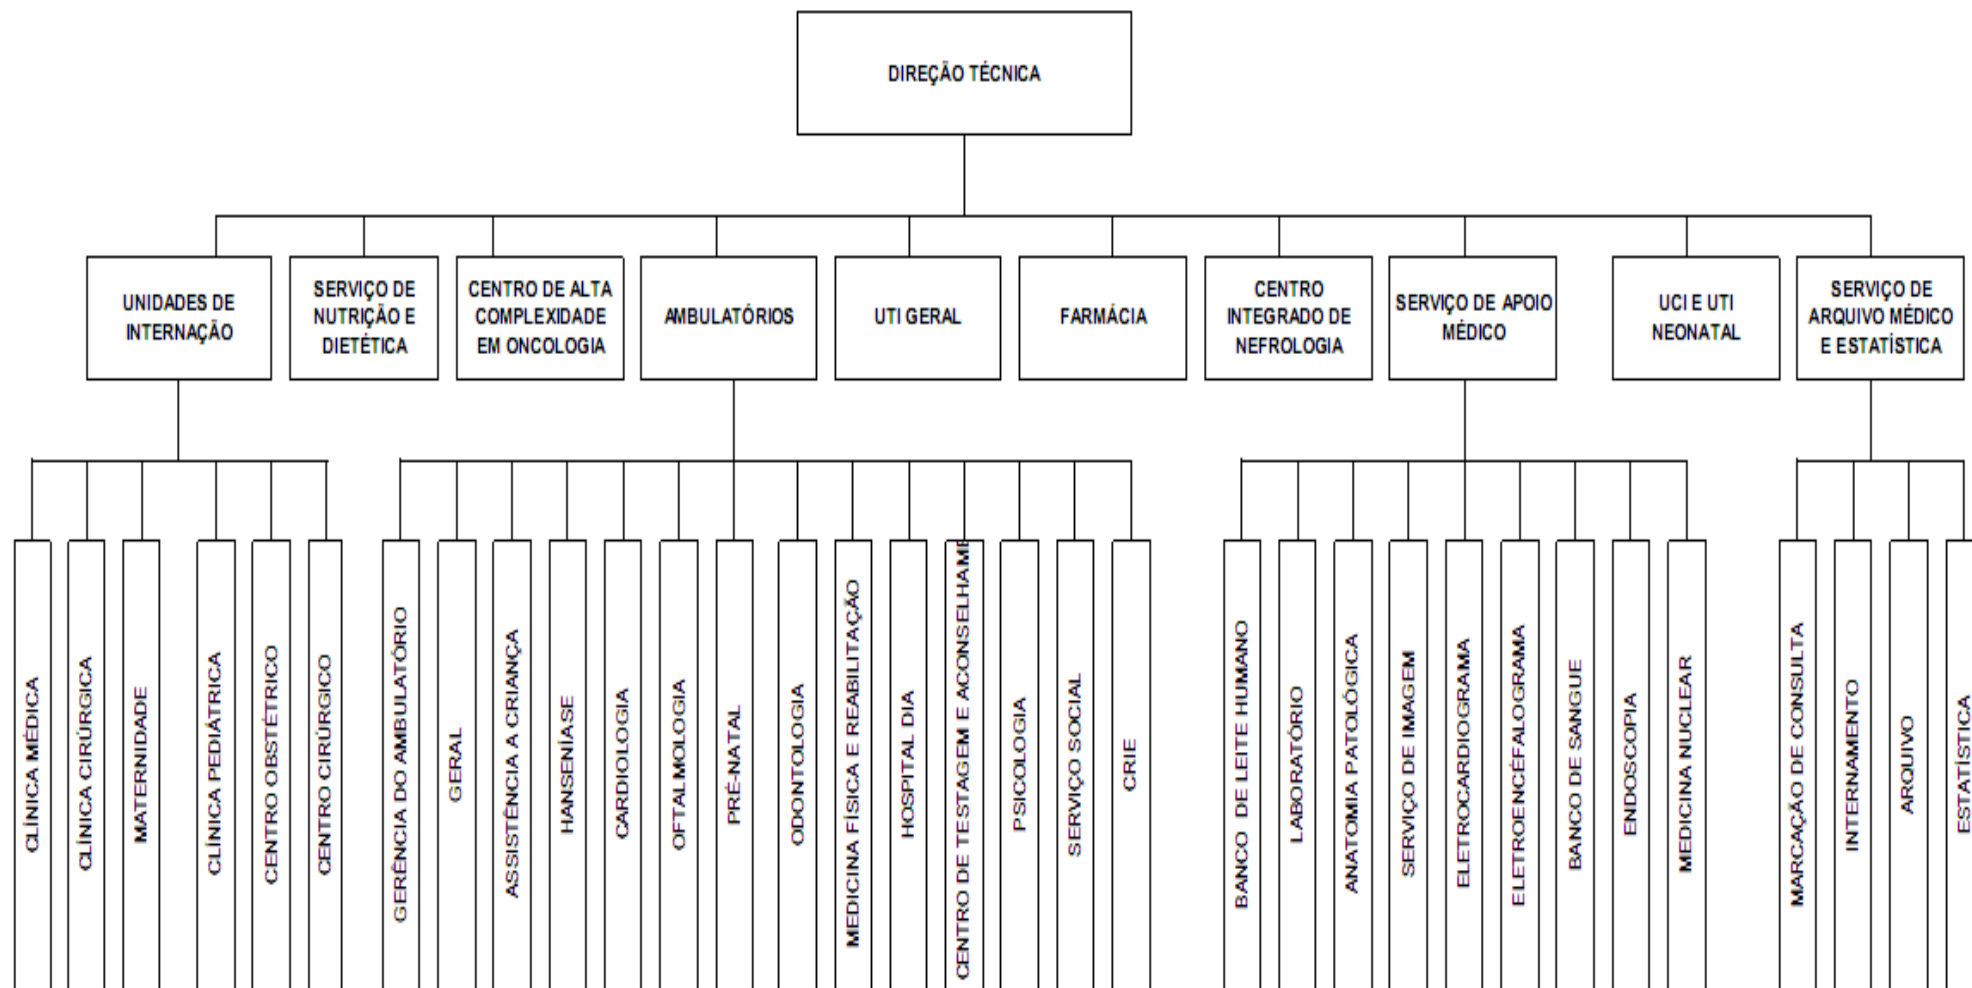 DIREÇÃO TÉCNICA
UNIDADES DE
INTERNAÇÃO
SERVIÇO DE
NUTRIÇÃO E
DIETÉTICA
CENTRO DE ALTA
COMPLEXIDADE
EM ONCOLOGIA
AMBULATÓRIOS
UTI GERAL
FARMÁCIA
CENTRO
INTEGRADO DE
NEFROLOGIA
SERVIÇO DE APOIO
MÉDICO
UCI E UTI
NEONATAL
SERVIÇO DE
ARQUIVO MÉDICO
E ESTATÍSTICA
CLÍNICA MÉDICA
CLÍNICA CIRÚRGICA
MATERNIDADE
CLÍNICA PEDIÁTRICA
CENTRO OBSTÉTRICO
CENTRO CIRÚRGICO
GERÊNCIA DO AMBULATÓRIO
GERAL
ASSISTÊNCIA A CRIANÇA
HANSENÍASE
CARDIOLOGIA
OFTALMOLOGIA
PRÉ-NATAL
ODONTOLOGIA
MEDICINA FÍSICA E REABILITAÇÃO
HOSPITAL DIA
CENTRO DE TESTAGEM E ACONSELHAME
PSICOLOGIA
SERVIÇO SOCIAL
CRIE
BANCO DE LEITE HUMANO
LABORATÓRIO
ANATOMIA PATOLÓGICA
SERVIÇO DE IMAGEM
ELETROCARDIOGRAMA
ELETROENCÉFALOGRAMA
BANCO DE SANGUE
ENDOSCOPIA
MEDICINA NUCLEAR
MARCAÇÃO DE CONSULTA
INTERNAMENTO
ARQUIVO
ESTATÍSTICA